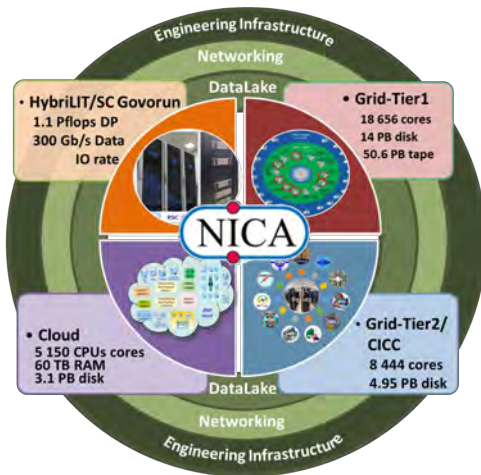 Engineering Infrastructure
Networking
DataLake
• HybriLIT/SC Govorun
1.1 Pflops DP
300 Gb/s Data
IO rate
• Grid-Tier1
18 656 cores
14 PB disk
50.6 PB tape
RSC
NICA
• Cloud
5 150 CPUs cores
60 TB RAM
3.1 PB disk
• Grid-Tier2/
CICC
8 444 cores
4.95 PB disk
DataLake
Networking
Engineering Infrastructure